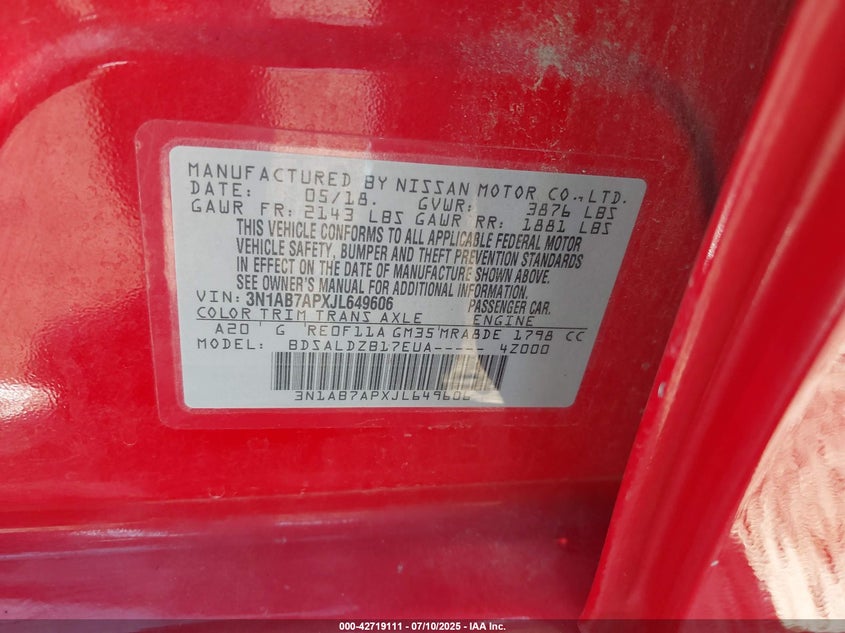 MANUFACTURED BY NISSAN MOTOR CO., LTD.
DATE: 05/18. GVWR: 3876 LBS
GAWR FR: 2143 LBS GAWR RR: 1881 LBS
THIS VEHICLE CONFORMS TO ALL APPLICABLE FEDERAL MOTOR
VEHICLE SAFETY, BUMPER AND THEFT PREVENTION STANDARDS
IN EFFECT ON THE DATE OF MANUFACTURE SHOWN ABOVE.
SEE OWNER'S MANUAL FOR ADDITIONAL INFORMATION.
VIN: 3N1AB7APXJL649606 PASSENGER CAR.
COLOR TRIM TRANS AXLE ENGINE
A20 G RE0F11A GM35 MRA8DE 1798 CC
MODEL: BDSALDZB17EUA----- 4Z000
3N1AB7APXJL649606
000-42719111 - 07/10/2025 - IAA Inc.